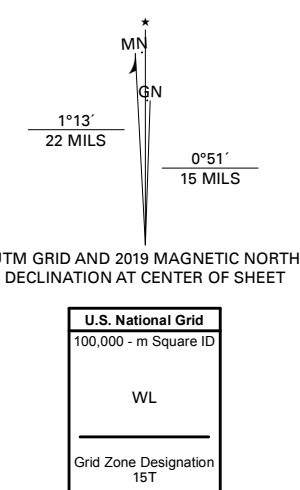 ★
MN
GN
1°13´
22 MILS
0°51´
15 MILS
UTM GRID AND 2019 MAGNETIC NORTH
DECLINATION AT CENTER OF SHEET
U.S. National Grid
100,000 - m Square ID
WL
Grid Zone Designation
15T